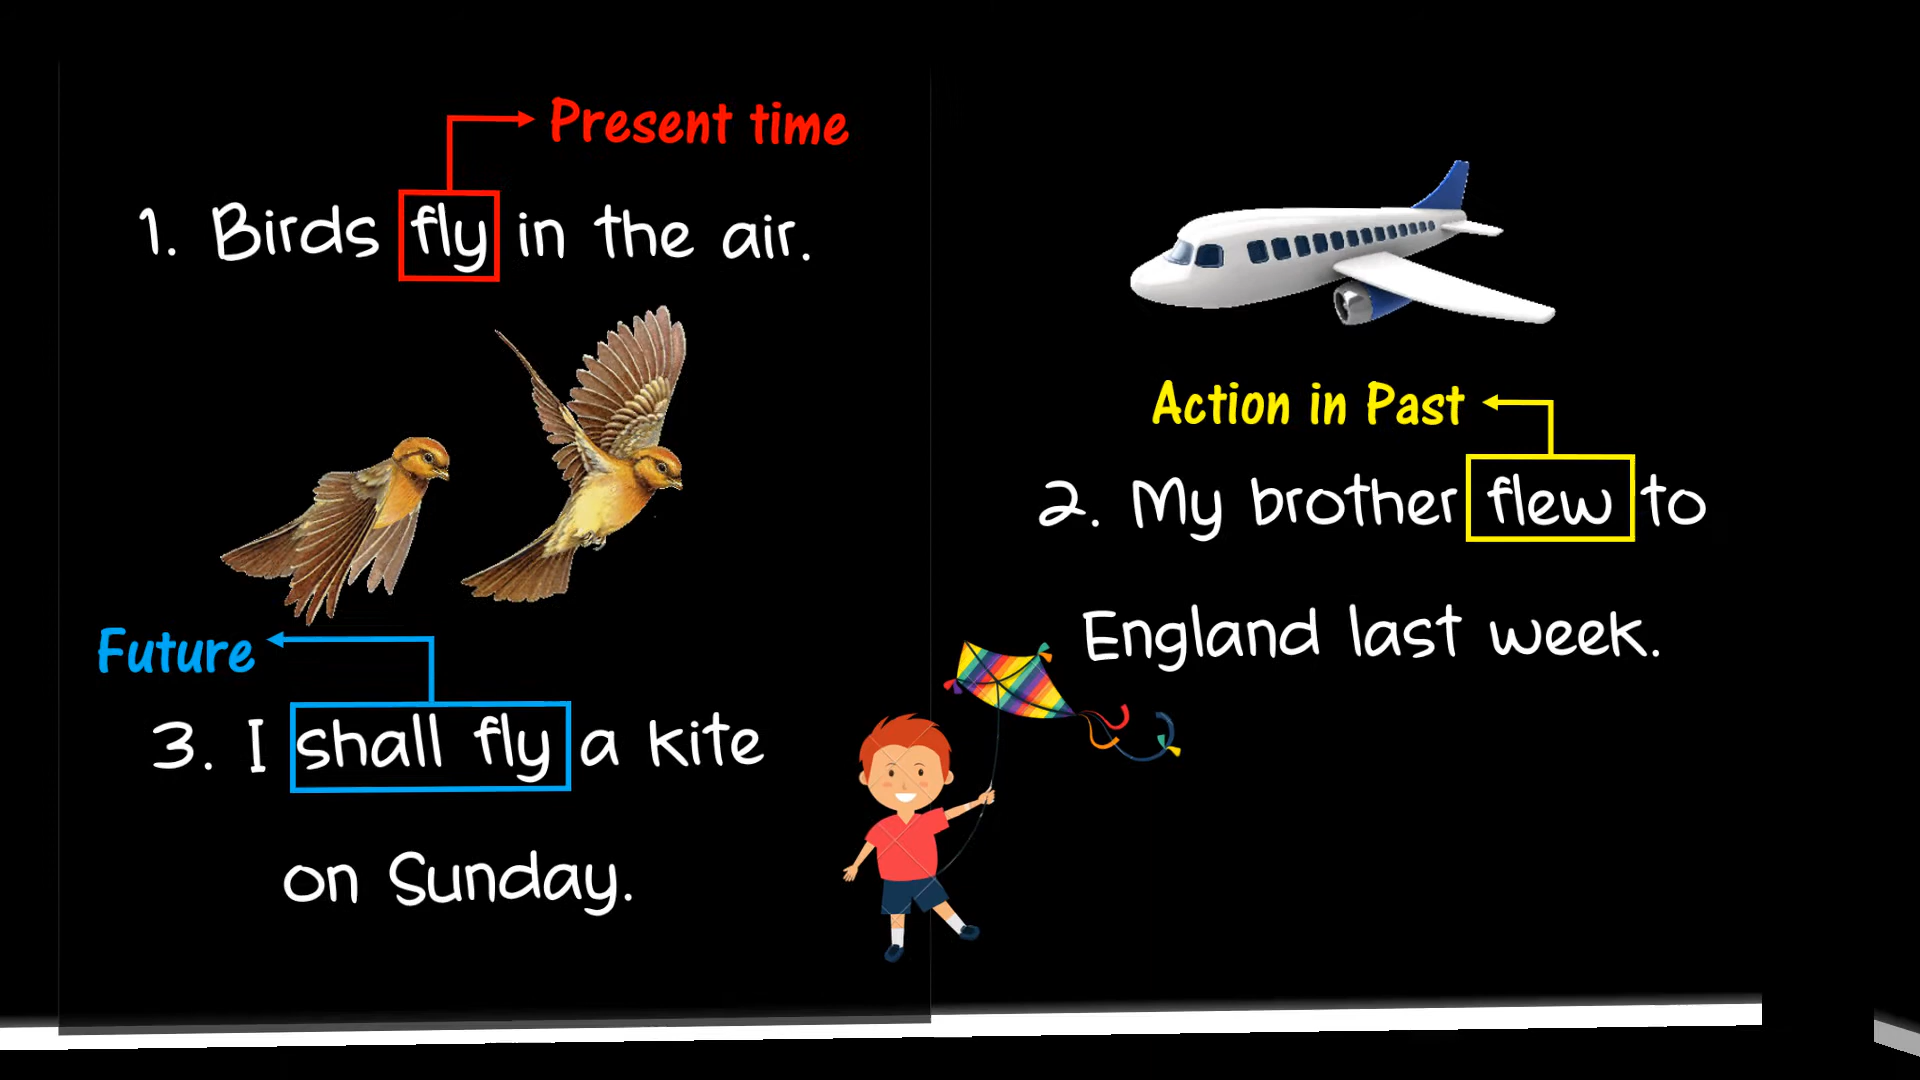 Present time
1. Birds fly in the air.
Action in Past
2. My brother flew to
England last week.
Future
3. I shall fly a kite
on Sunday.